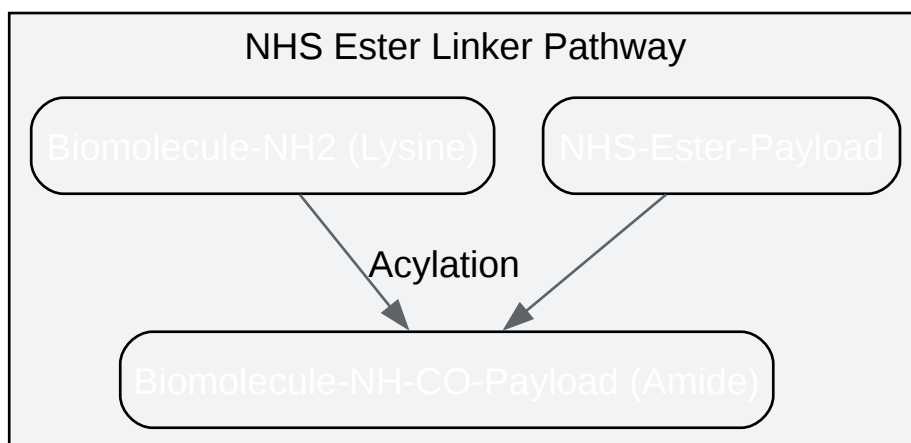 NHS Ester Linker Pathway
Biomolecule-NH2 (Lysine)
NHS-Ester-Payload
Acylation
Biomolecule-NH-CO-Payload (Amide)